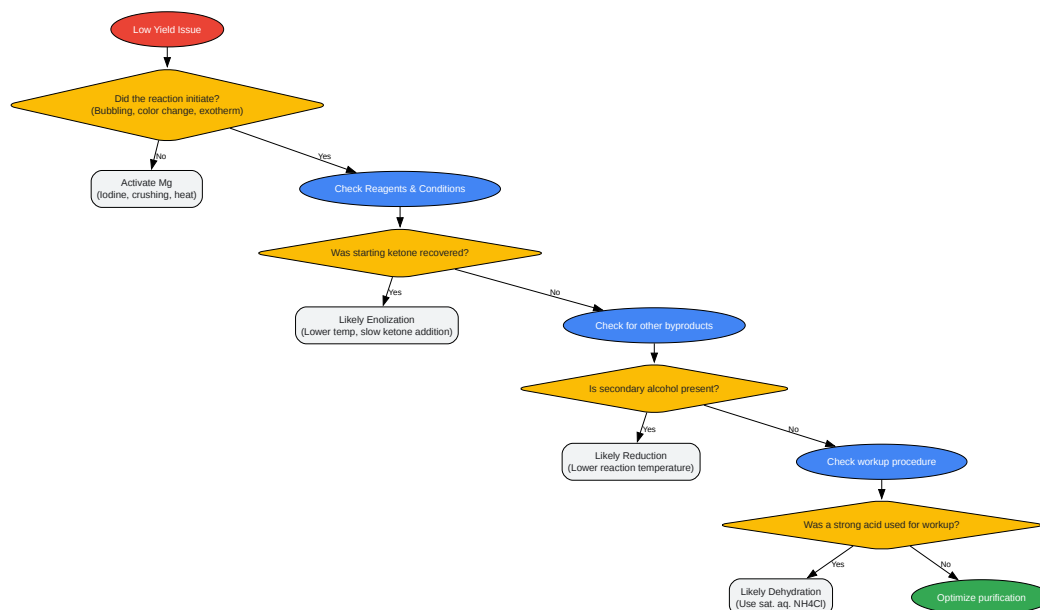 Low Yield Issue
Did the reaction initiate?
(Bubbling, color change, exotherm)
No
Yes
Activate Mg
(Iodine, crushing, heat)
Check Reagents & Conditions
Was starting ketone recovered?
Yes
No
Likely Enolization
(Lower temp, slow ketone addition)
Check for other byproducts
Is secondary alcohol present?
Yes
No
Likely Reduction
(Lower reaction temperature)
Check workup procedure
Was a strong acid used for workup?
Yes
No
Likely Dehydration
(Use sat. aq. NH4Cl)
Optimize purification